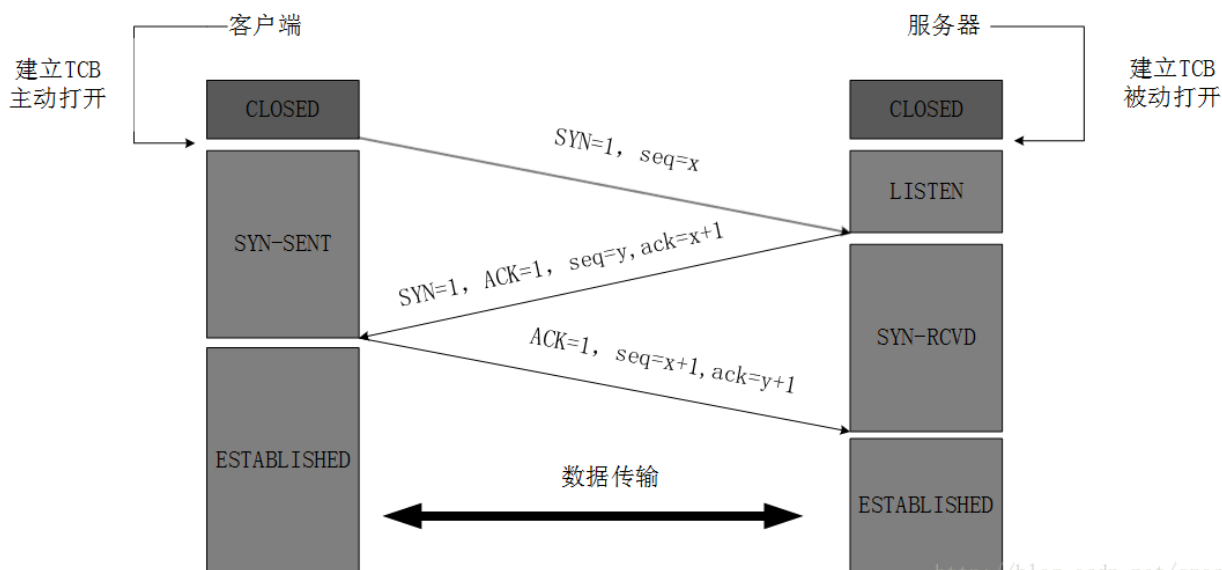 客户端
服务器
建立TCB
主动打开
建立TCB
被动打开
CLOSED
CLOSED
SYN=1, seq=x
LISTEN
SYN-SENT
SYN=1, ACK=1, seq=y,ack=x+1
SYN-RCVD
ACK=1, seq=x+1,ack=y+1
ESTABLISHED
数据传输
ESTABLISHED